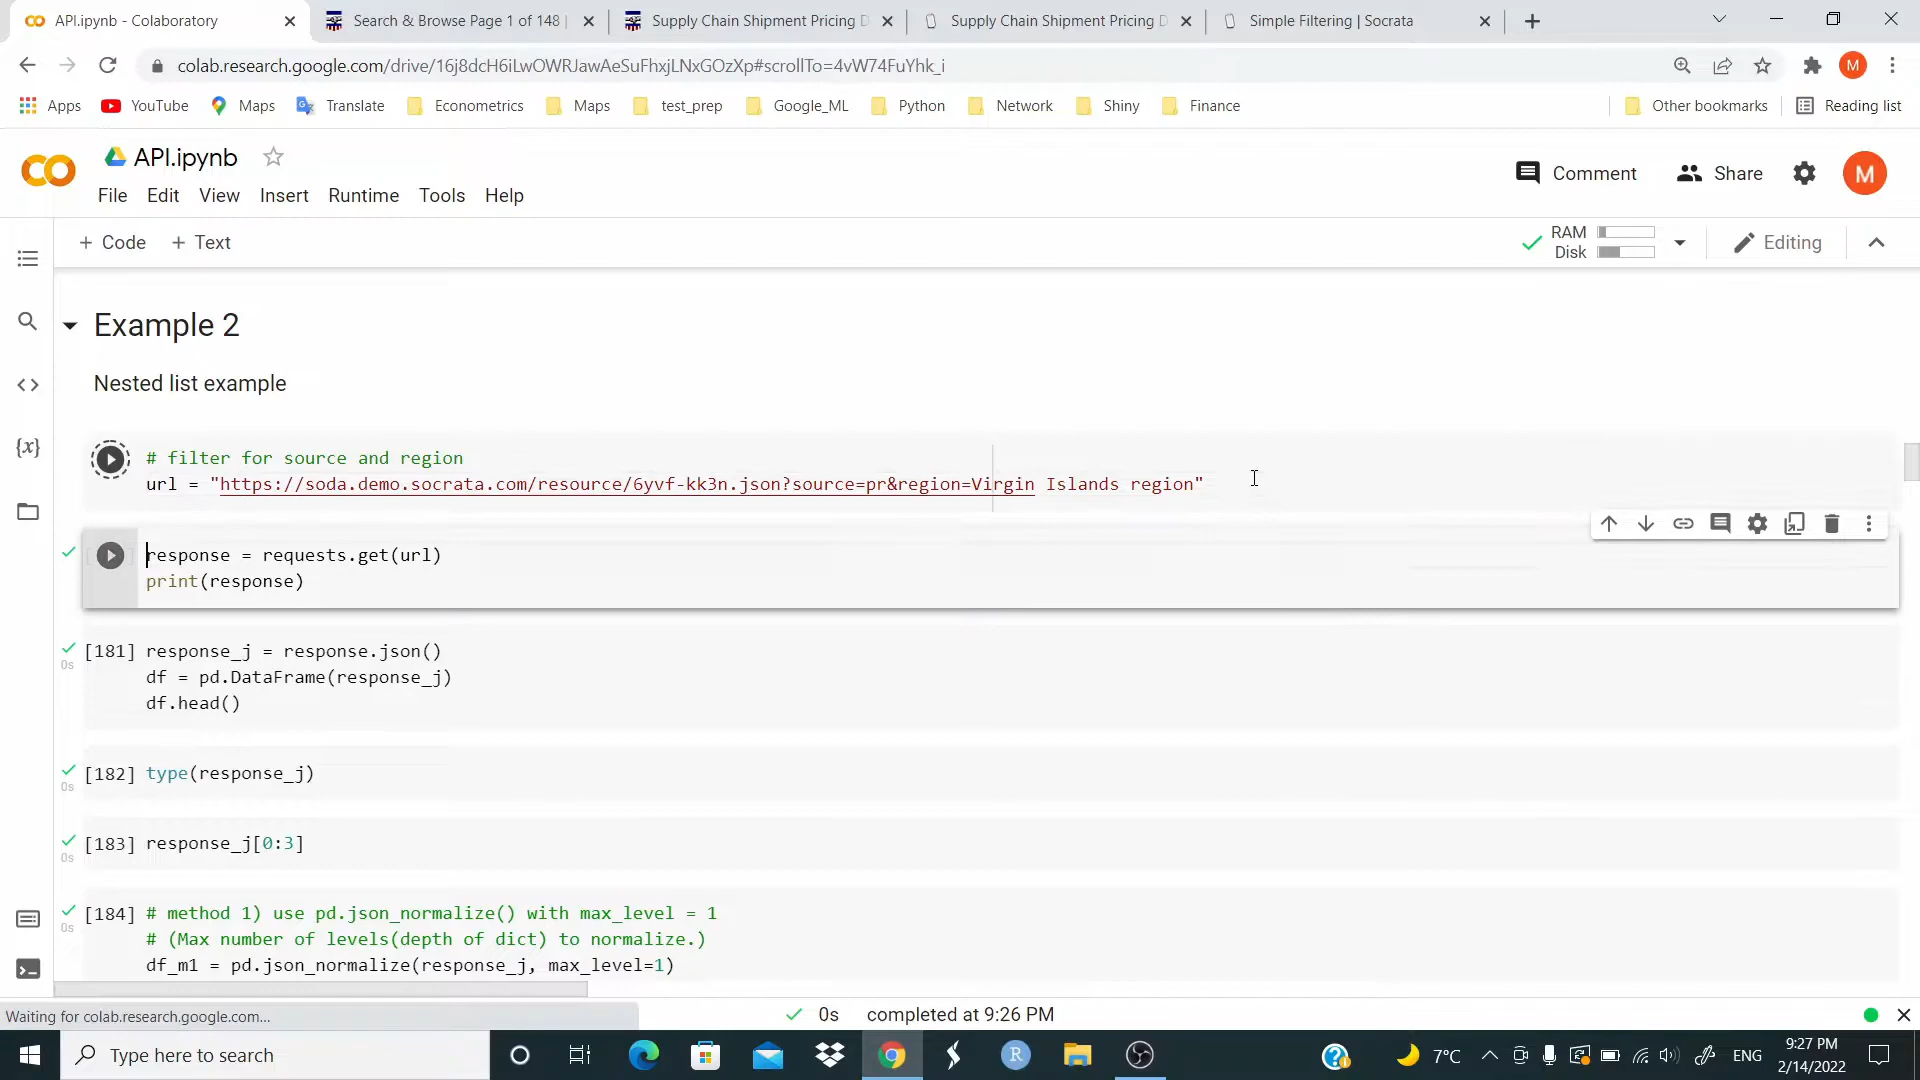 API.ipynb - Colaboratory
Search & Browse Page 1 of 148 |
Supply Chain Shipment Pricing D
Supply Chain Shipment Pricing D
Simple Filtering | Socrata
colab.research.google.com/drive/16j8dcH6iLwOWRJawAeSuFhxjLNxGOzXp#scrollTo=4vW74FuYhk_i
M
Apps YouTube Maps Translate Econometrics Maps test_prep Google_ML Python Network Shiny Finance Other bookmarks Reading list
API.ipynb
Comment Share M
File Edit View Insert Runtime Tools Help
+ Code + Text
RAM
Disk
Editing
Example 2
Nested list example
# filter for source and region
url = "https://soda.demo.socrata.com/resource/6yvf-kk3n.json?source=pr&region=Virgin Islands region"
response = requests.get(url)
print(response)
[181] response_j = response.json()
0s
df = pd.DataFrame(response_j)
df.head()
[182] type(response_j)
0s
[183] response_j[0:3]
0s
[184] # method 1) use pd.json_normalize() with max_level = 1
0s
# (Max number of levels(depth of dict) to normalize.)
df_m1 = pd.json_normalize(response_j, max_level=1)
Waiting for colab.research.google.com...
0s completed at 9:26 PM
Type here to search
R
7°C
ENG
9:27 PM
2/14/2022